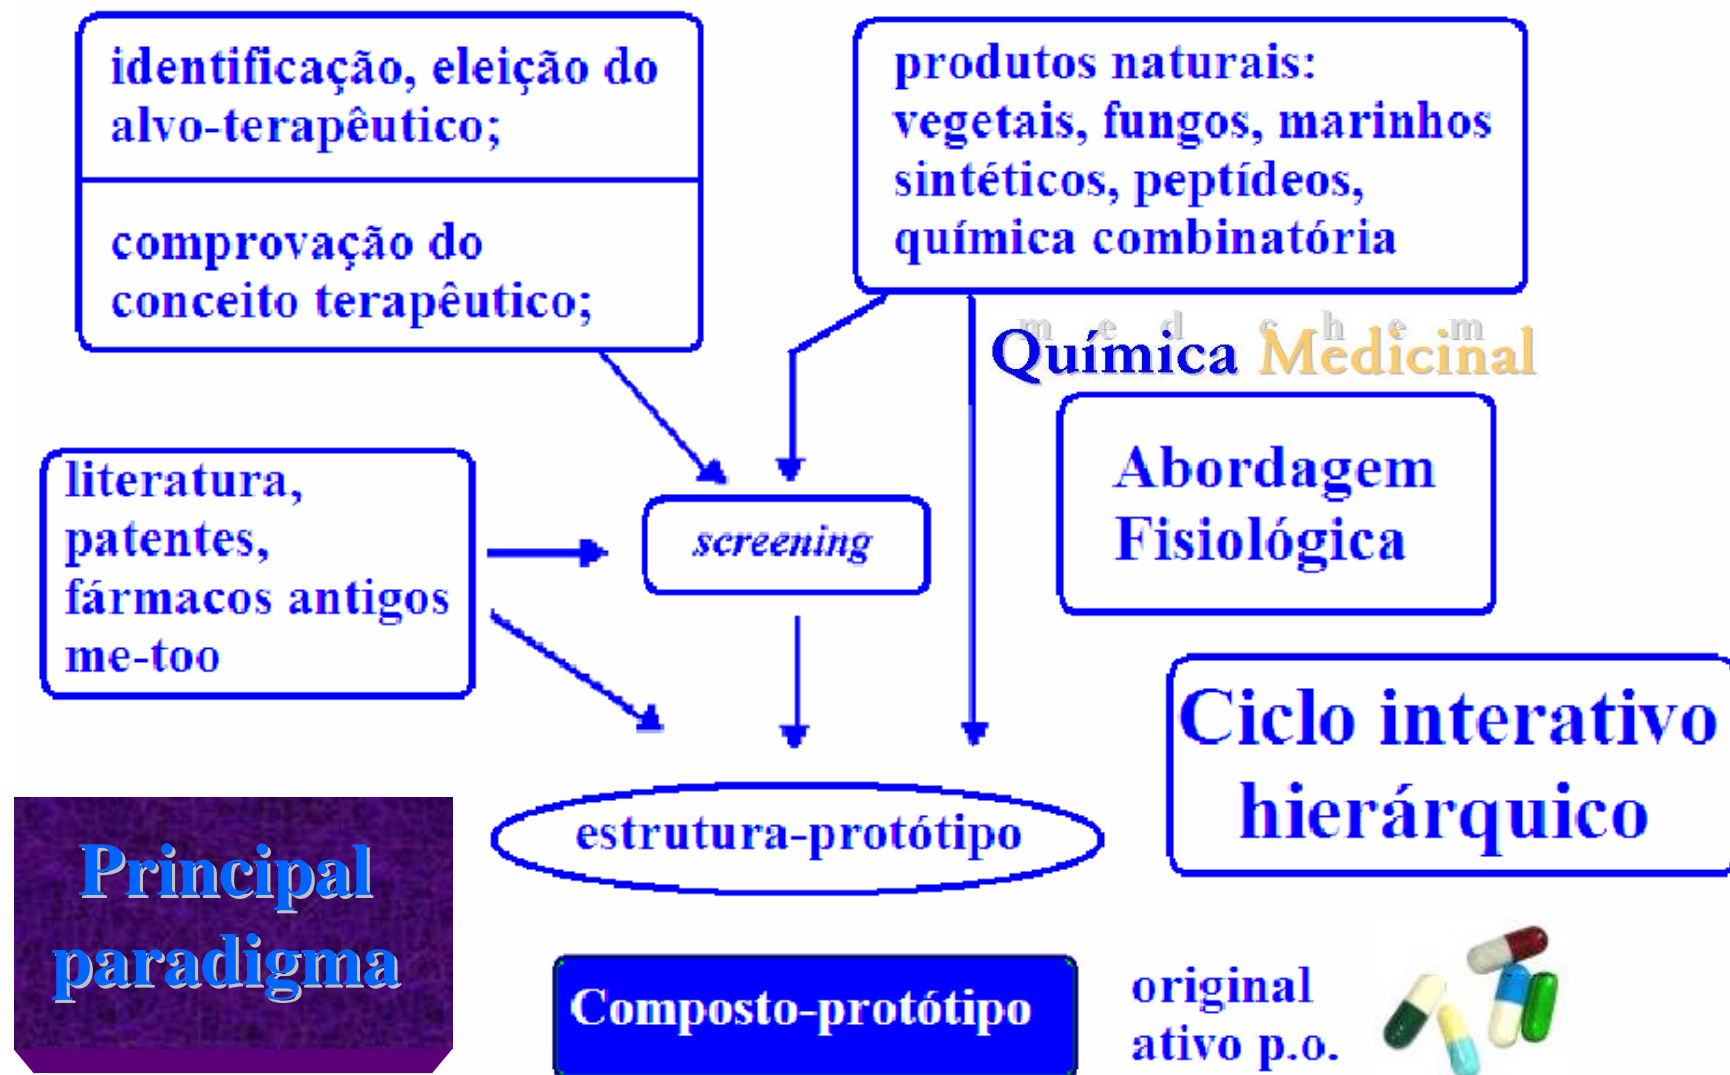 identificação, eleição do
alvo-terapêutico;
comprovação do
conceito terapêutico;
produtos naturais:
vegetais, fungos, marinhos
sintéticos, peptídeos,
química combinatória
med chem
Química Medicinal
Abordagem
Fisiológica
literatura,
patentes,
fármacos antigos
me-too
screening
Ciclo interativo
hierárquico
estrutura-protótipo
Principal
paradigma
Composto-protótipo
original
ativo p.o.